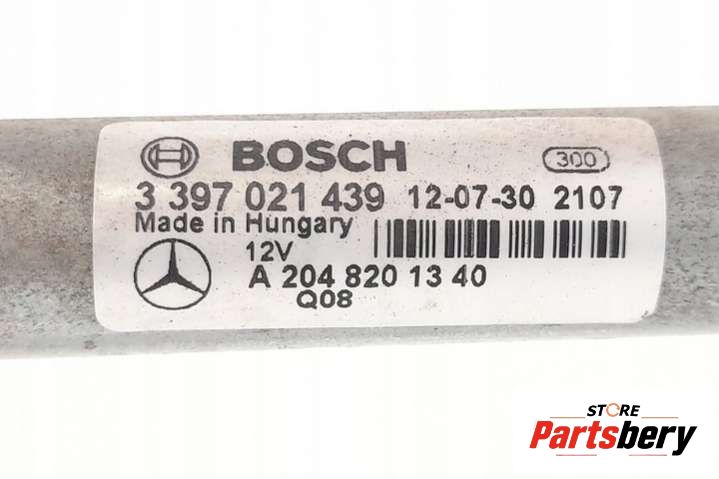 BOSCH 300
3 397 021 439 12-07-30 2107
Made in Hungary
12V
A 204 820 13 40
Q08
STORE
Partsbery